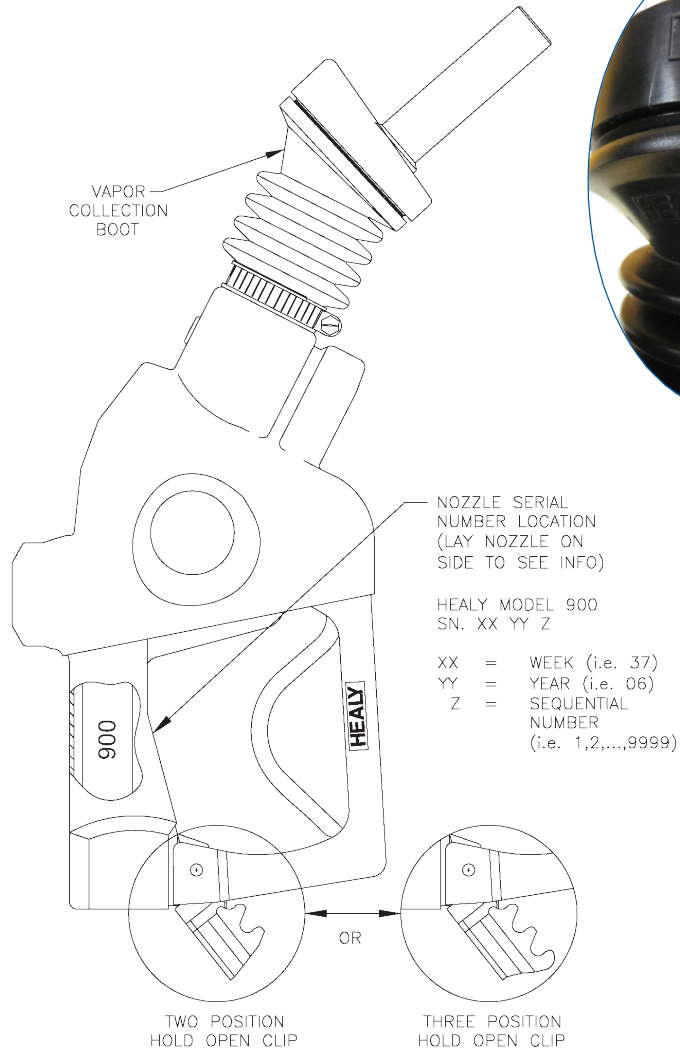 VAPOR
COLLECTION
BOOT
NOZZLE SERIAL
NUMBER LOCATION
(LAY NOZZLE ON
SIDE TO SEE INFO)
HEALY MODEL 900
SN. XX YY Z
XX = WEEK (i.e. 37)
YY = YEAR (i.e. 06)
Z = SEQUENTIAL
NUMBER
(i.e. 1,2,...,9999)
HEALY
900
OR
TWO POSITION
HOLD OPEN CLIP
THREE POSITION
HOLD OPEN CLIP